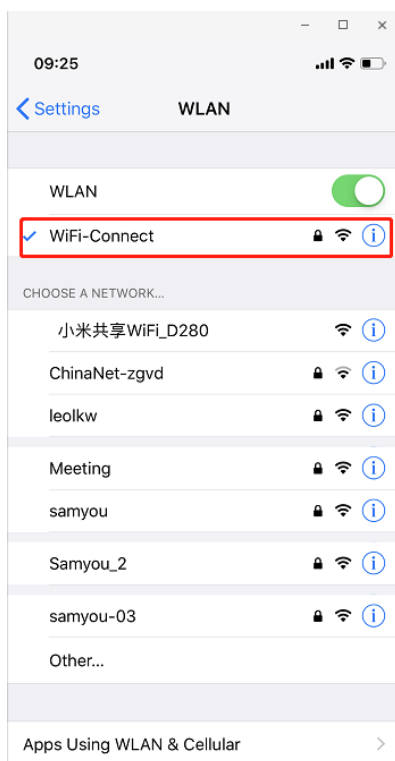 09:25
Settings WLAN
WLAN
WiFi-Connect
CHOOSE A NETWORK...
小米共享WiFi_D280
ChinaNet-zgvd
leolkw
Meeting
samyou
Samyou_2
samyou-03
Other...
Apps Using WLAN & Cellular